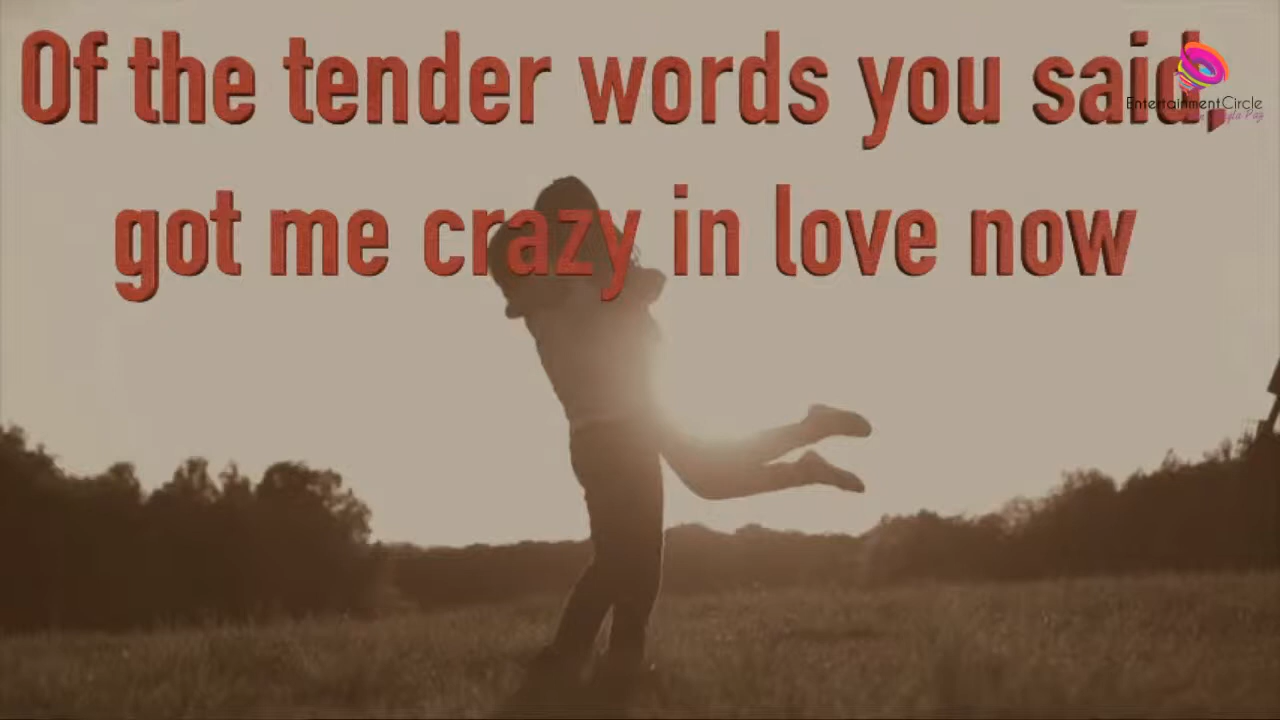 Of the tender words you said,
got me crazy in love now
EntertainmentCircle